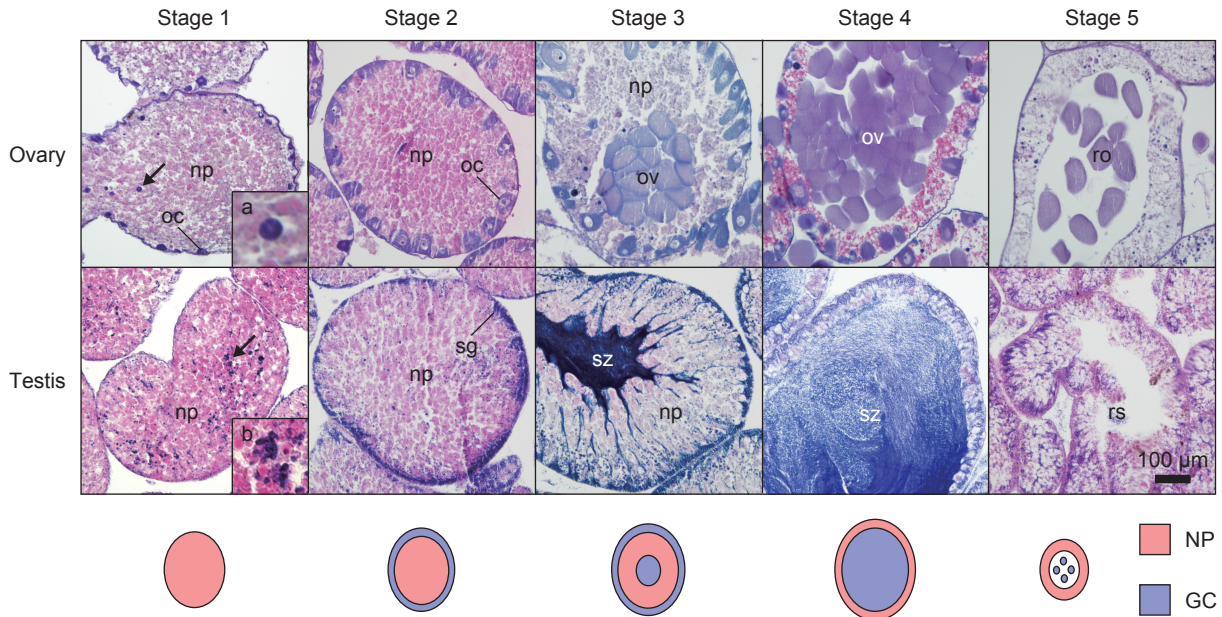 Stage 1 Stage 2 Stage 3 Stage 4 Stage 5
Ovary
np
oc
a
np
oc
np
ov
ov
ro
Testis
np
b
sg
np
sz
np
sz
rs
100 µm
NP
GC